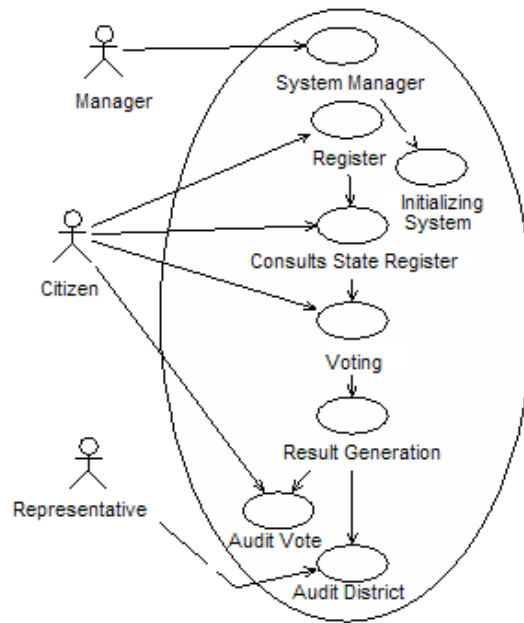 Manager
System Manager
Register
Initializing
System
Consults State Register
Citizen
Voting
Result Generation
Representative
Audit Vote
Audit District